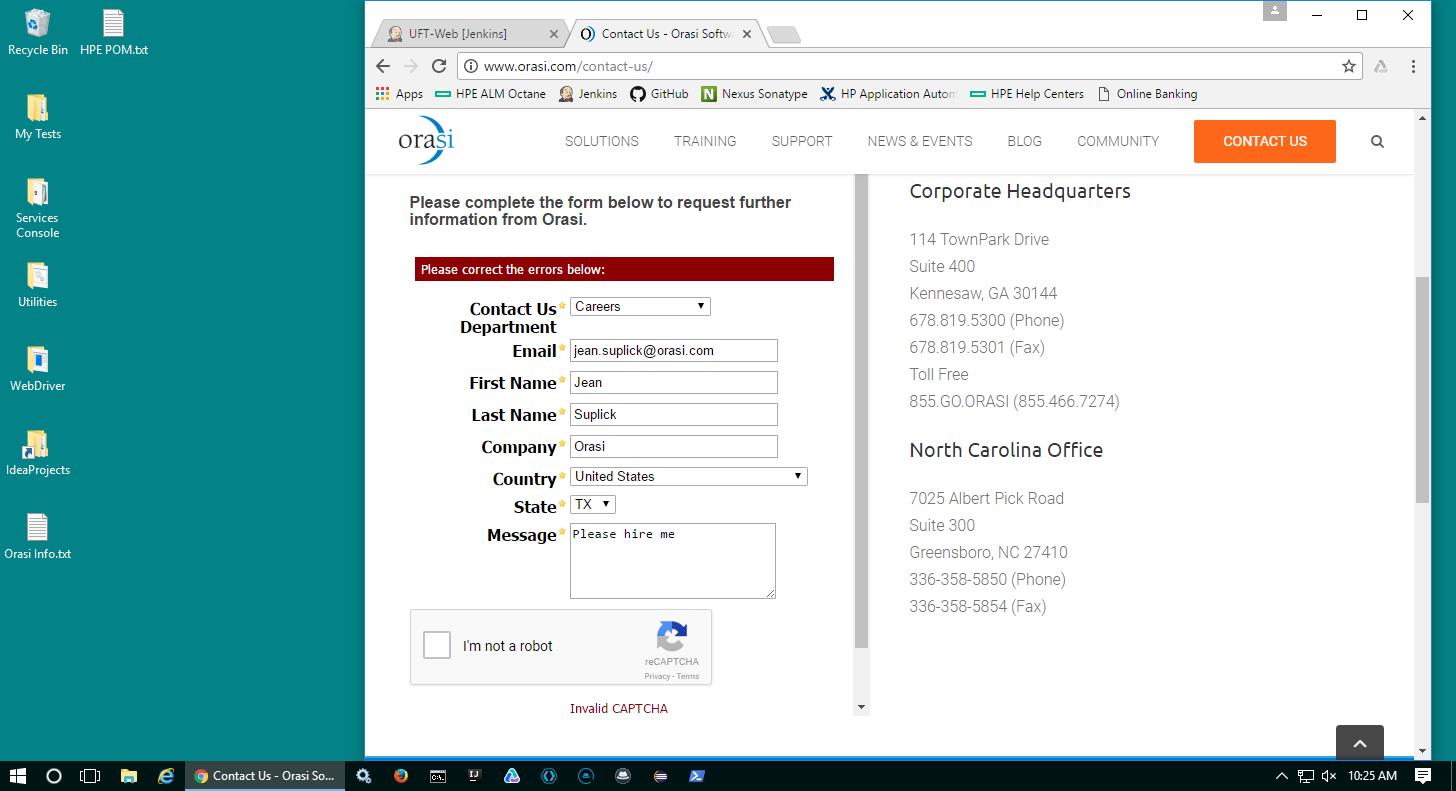 Recycle Bin
HPE POM.txt
My Tests
Services
Console
Utilities
WebDriver
IdeaProjects
Orasi Info.txt
UFT-Web [Jenkins]
Contact Us - Orasi Softw
www.orasi.com/contact-us/
Apps
HPE ALM Octane
Jenkins
GitHub
Nexus Sonatype
HP Application Autom
HPE Help Centers
Online Banking
orasi
SOLUTIONS
TRAINING
SUPPORT
NEWS & EVENTS
BLOG
COMMUNITY
CONTACT US
Please complete the form below to request further
information from Orasi.
Please correct the errors below:
Contact Us
Department
Careers
Email
jean.suplick@orasi.com
First Name
Jean
Last Name
Suplick
Company
Orasi
Country
United States
State
TX
Message
Please hire me
I'm not a robot
reCAPTCHA
Privacy - Terms
Invalid CAPTCHA
Corporate Headquarters
114 TownPark Drive
Suite 400
Kennesaw, GA 30144
678.819.5300 (Phone)
678.819.5301 (Fax)
Toll Free
855.GO.ORASI (855.466.7274)
North Carolina Office
7025 Albert Pick Road
Suite 300
Greensboro, NC 27410
336-358-5850 (Phone)
336-358-5854 (Fax)
Contact Us - Orasi So...
10:25 AM